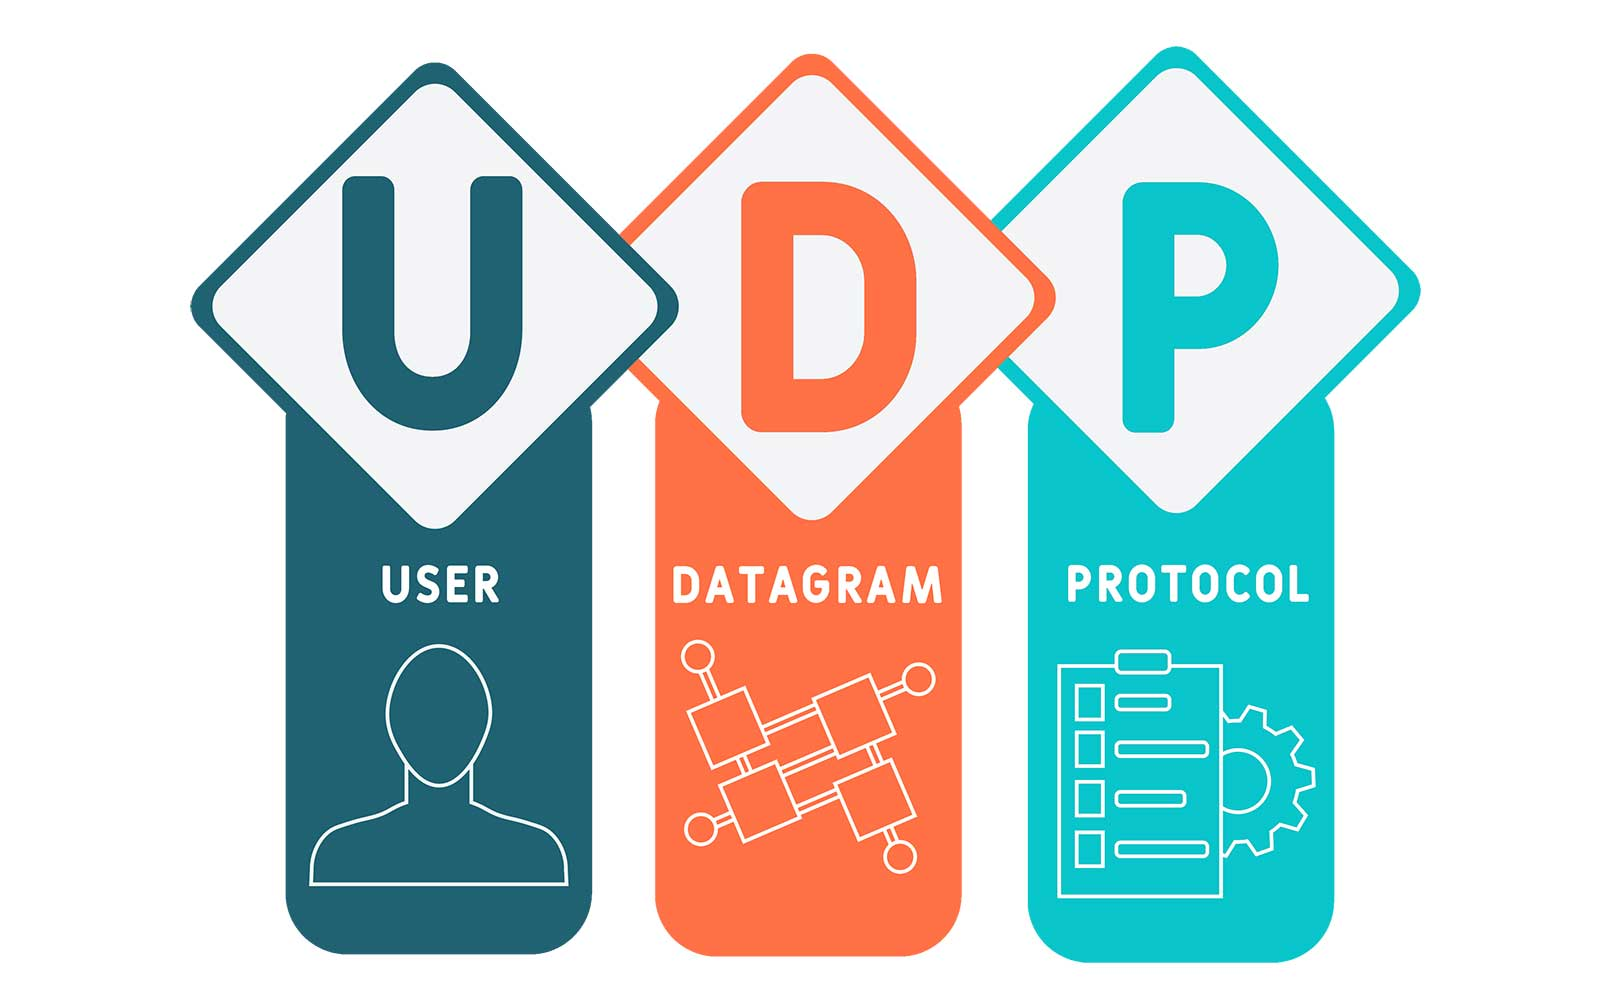 U D P
USER DATAGRAM PROTOCOL